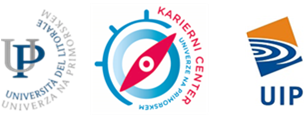 UP
UNIVERSITÀ DEL LITORALE
UNIVERZA NA PRIMORSKEM
KARIERNI CENTER
UNIVERZE NA PRIMORSKEM
UIP